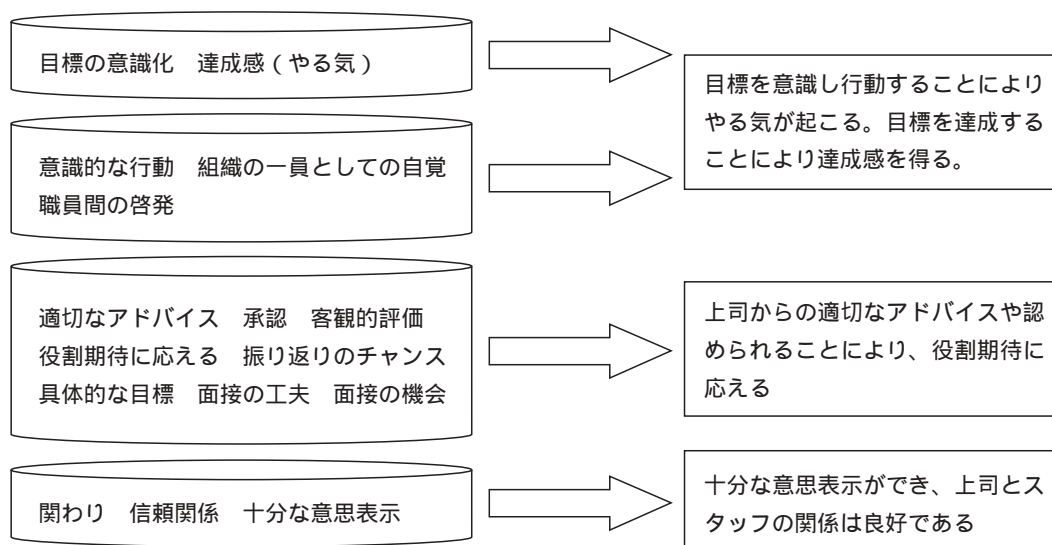 目標の意識化　達成感（やる気）
意識的な行動　組織の一員としての自覚
職員間の啓発
目標を意識し行動することにより
やる気が起こる。目標を達成する
ことにより達成感を得る。
適切なアドバイス　承認　客観的評価
役割期待に応える　振り返りのチャンス
具体的な目標　面接の工夫　面接の機会
上司からの適切なアドバイスや認
められることにより、役割期待に
応える
関わり　信頼関係　十分な意思表示
十分な意思表示ができ、上司とス
タッフの関係は良好である